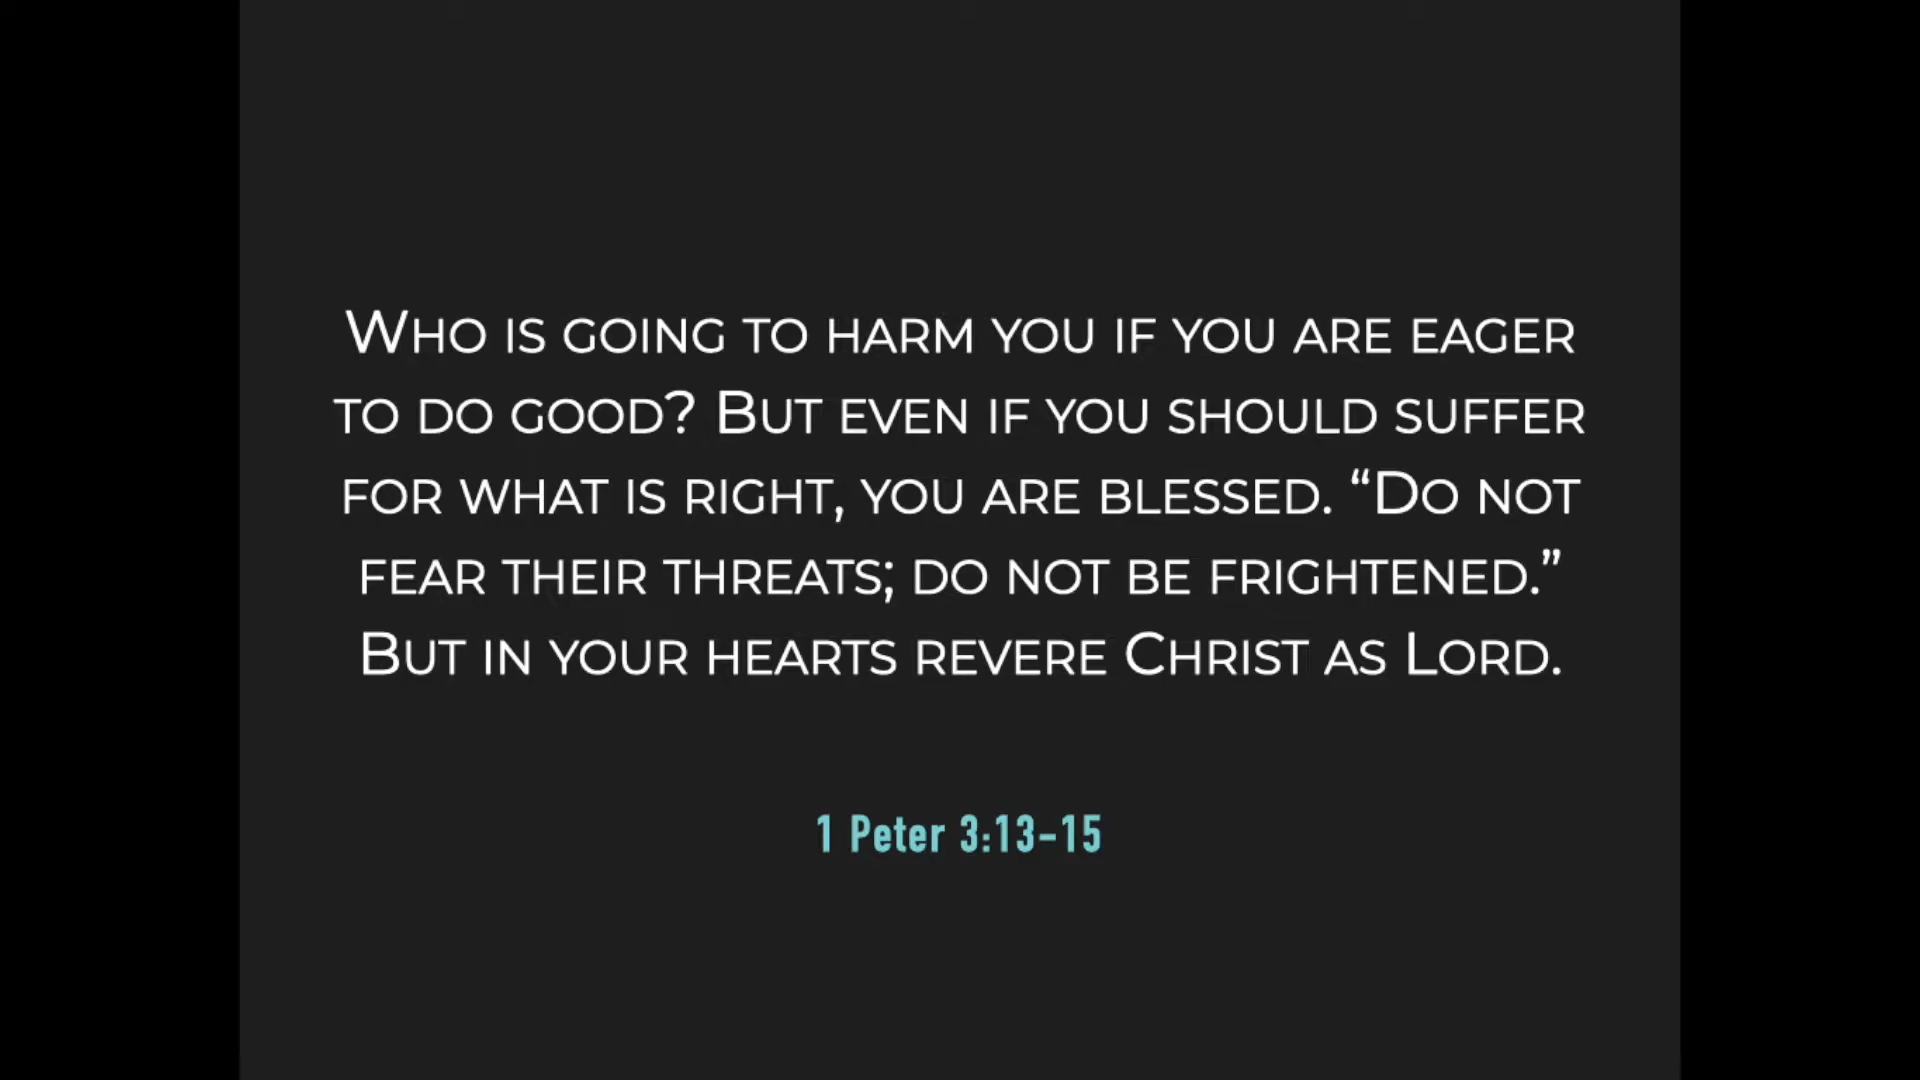 Who is going to harm you if you are eager
to do good? But even if you should suffer
for what is right, you are blessed. “Do not
fear their threats; do not be frightened.”
But in your hearts revere Christ as Lord.
1 Peter 3:13-15